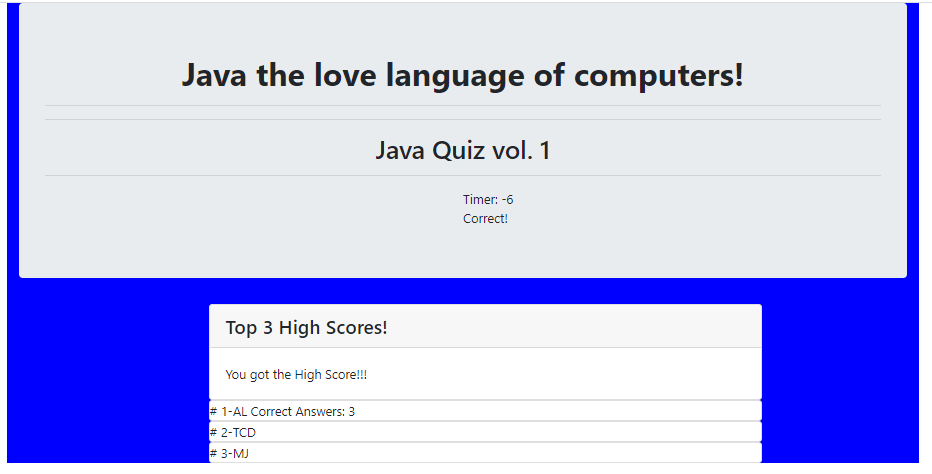 Java the love language of computers!
Java Quiz vol. 1
Timer: -6
Correct!
Top 3 High Scores!
You got the High Score!!!
# 1-AL Correct Answers: 3
# 2-TCD
# 3-MJ